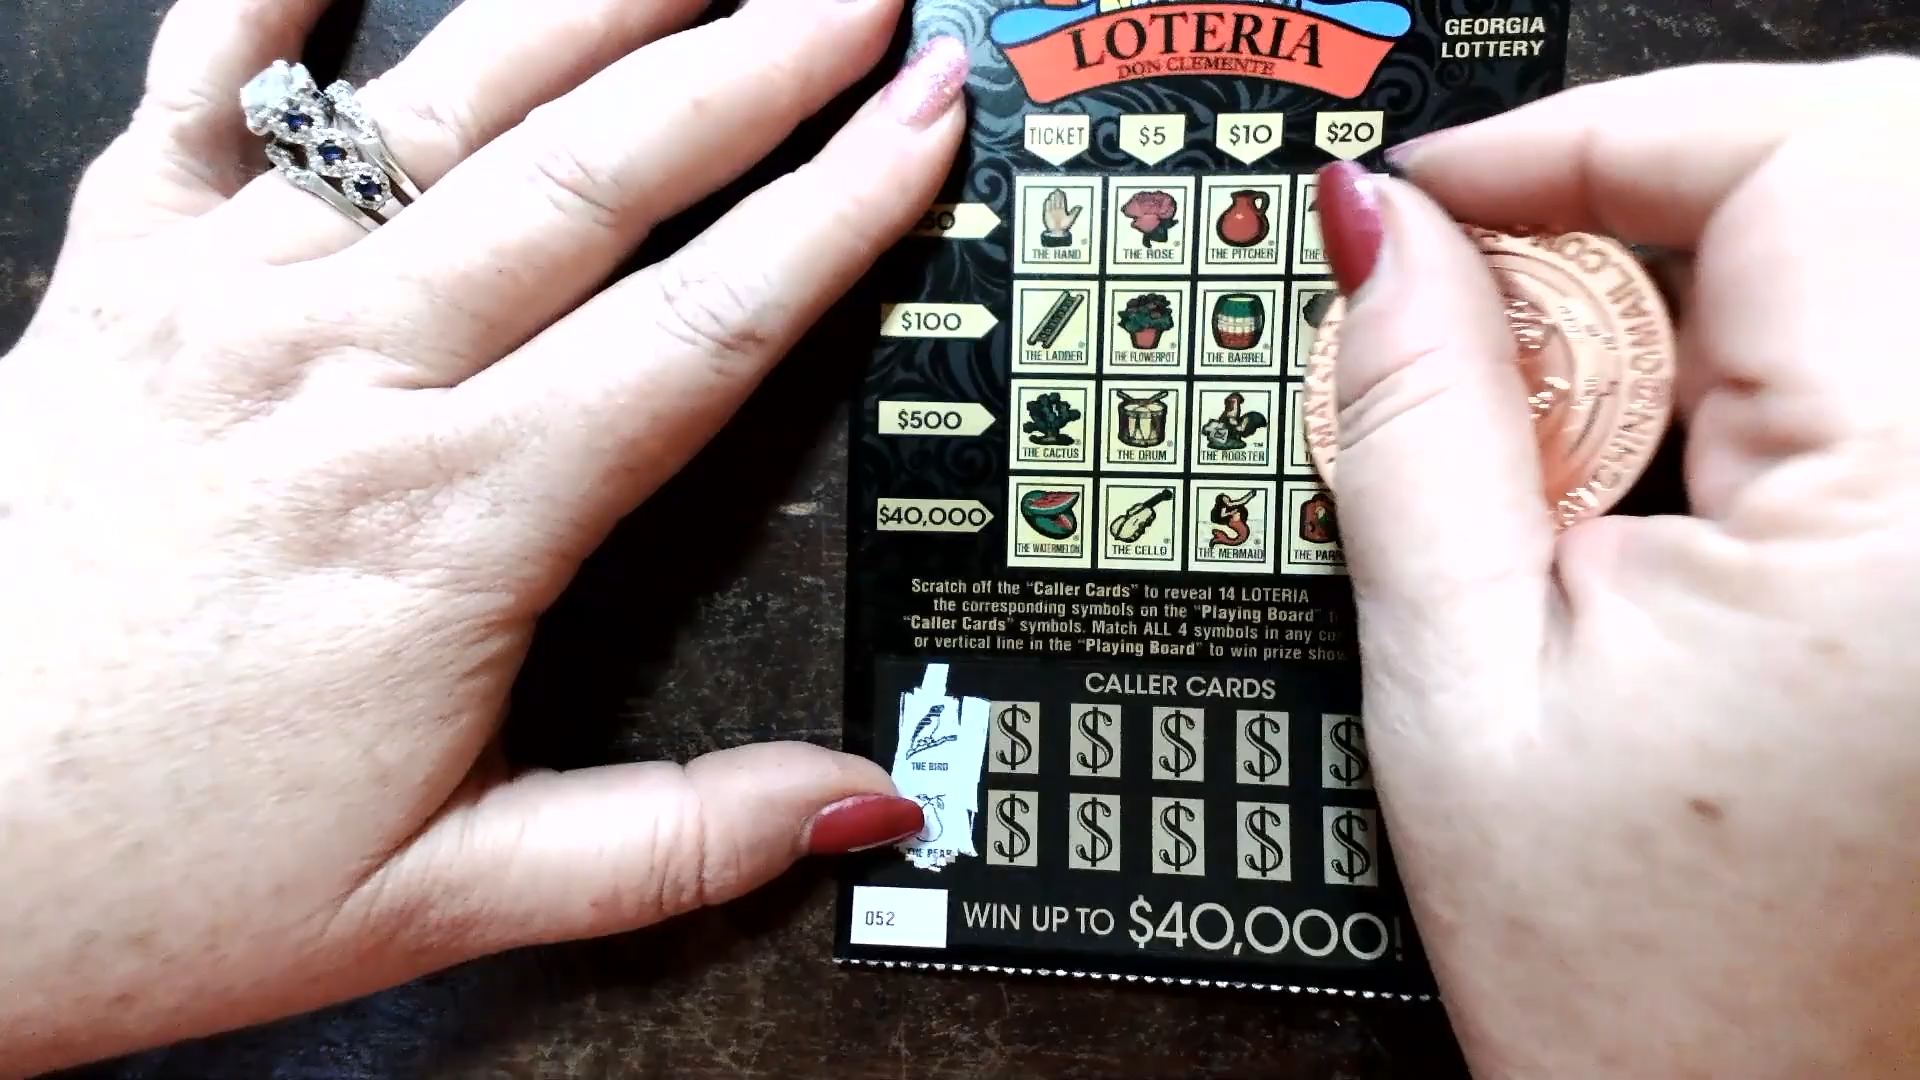 LOTERIA
DON CLEMENTE
GEORGIA
LOTTERY
TICKET $5 $10 $20
THE HAND THE ROSE THE PITCHER THE
$100
THE LADDER THE FLOWERPOT THE BARREL
$500
THE CACTUS THE DRUM THE ROOSTER
$40,000
THE WATERMELON THE CELLO THE MERMAID THE
Scratch off the "Caller Cards" to reveal 14 LOTERIA
the corresponding symbols on the "Playing Board"
"Caller Cards" symbols. Match ALL 4 symbols in any
or vertical line in the "Playing Board" to win prize
CALLER CARDS
THE BIRD
$ $ $ $ $
THE PEAR
$ $ $ $ $
052
WIN UP TO $40,000!